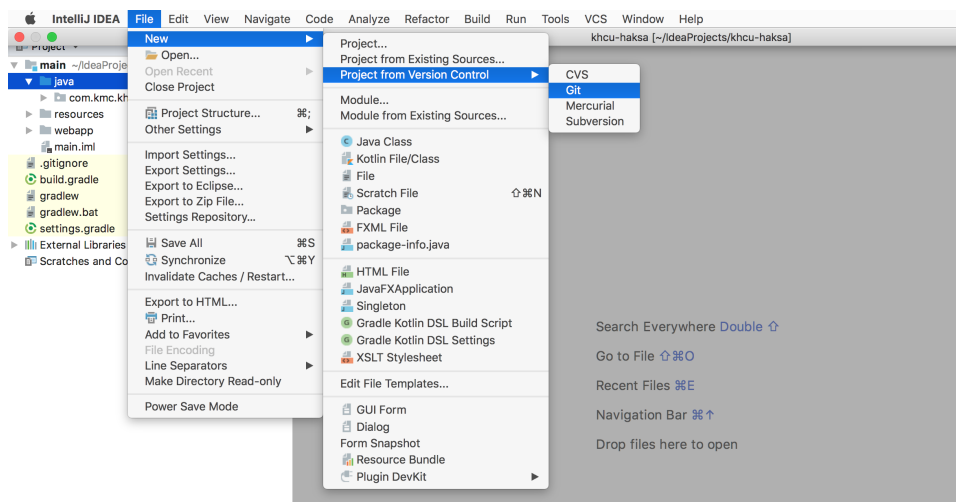 IntelliJ IDEA File Edit View Navigate Code Analyze Refactor Build Run Tools VCS Window Help
khcu-haksa [~/IdeaProjects/khcu-haksa]
Project
main ~/IdeaProje
java
com.kmc.kh
resources
webapp
main.iml
.gitignore
build.gradle
gradlew
gradlew.bat
settings.gradle
External Libraries
Scratches and Co
New
Open...
Open Recent
Close Project
Project Structure... ⌘;
Other Settings
Import Settings...
Export Settings...
Export to Eclipse...
Export to Zip File...
Settings Repository...
Save All ⌘S
Synchronize ⌥⌘Y
Invalidate Caches / Restart...
Export to HTML...
Print...
Add to Favorites
File Encoding
Line Separators
Make Directory Read-only
Power Save Mode
Project...
Project from Existing Sources...
Project from Version Control
Module...
Module from Existing Sources...
Java Class
Kotlin File/Class
File
Scratch File ⇧⌘N
Package
FXML File
package-info.java
HTML File
JavaFXApplication
Singleton
Gradle Kotlin DSL Build Script
Gradle Kotlin DSL Settings
XSLT Stylesheet
Edit File Templates...
GUI Form
Dialog
Form Snapshot
Resource Bundle
Plugin DevKit
CVS
Git
Mercurial
Subversion
Search Everywhere Double ⇧
Go to File ⇧⌘O
Recent Files ⌘E
Navigation Bar ⌘↑
Drop files here to open